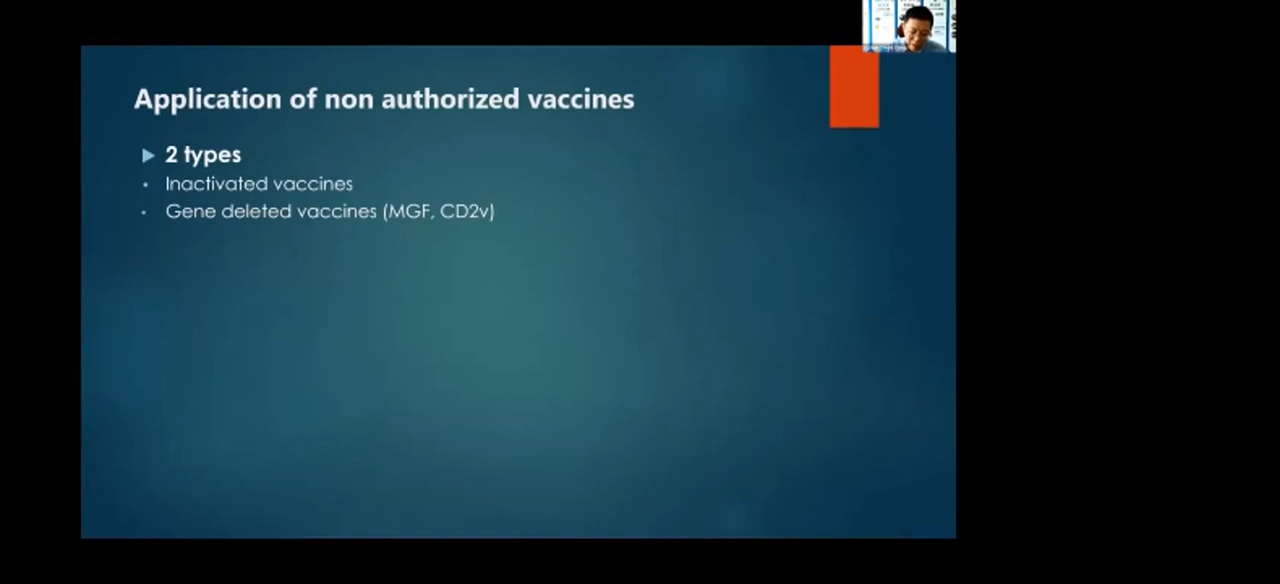 Application of non authorized vaccines
2 types
Inactivated vaccines
Gene deleted vaccines (MGF, CD2v)